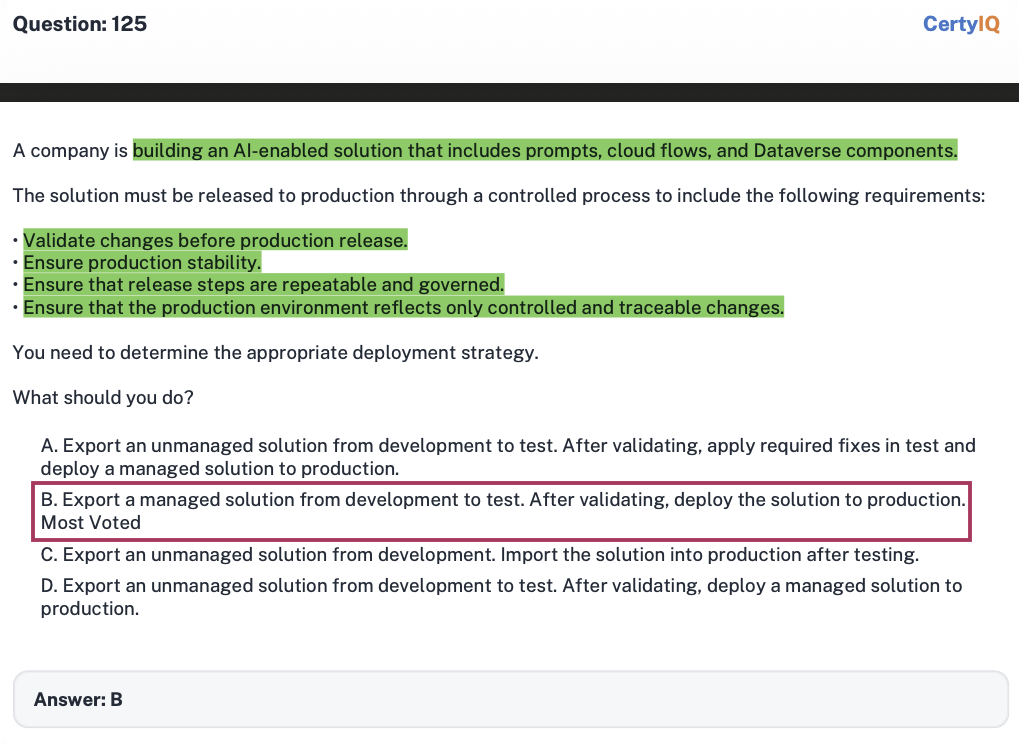 Question: 125
CertyIQ
A company is building an AI-enabled solution that includes prompts, cloud flows, and Dataverse components.
The solution must be released to production through a controlled process to include the following requirements:
• Validate changes before production release.
• Ensure production stability.
• Ensure that release steps are repeatable and governed.
• Ensure that the production environment reflects only controlled and traceable changes.
You need to determine the appropriate deployment strategy.
What should you do?
A. Export an unmanaged solution from development to test. After validating, apply required fixes in test and
deploy a managed solution to production.
B. Export a managed solution from development to test. After validating, deploy the solution to production.
Most Voted
C. Export an unmanaged solution from development. Import the solution into production after testing.
D. Export an unmanaged solution from development to test. After validating, deploy a managed solution to
production.
Answer: B